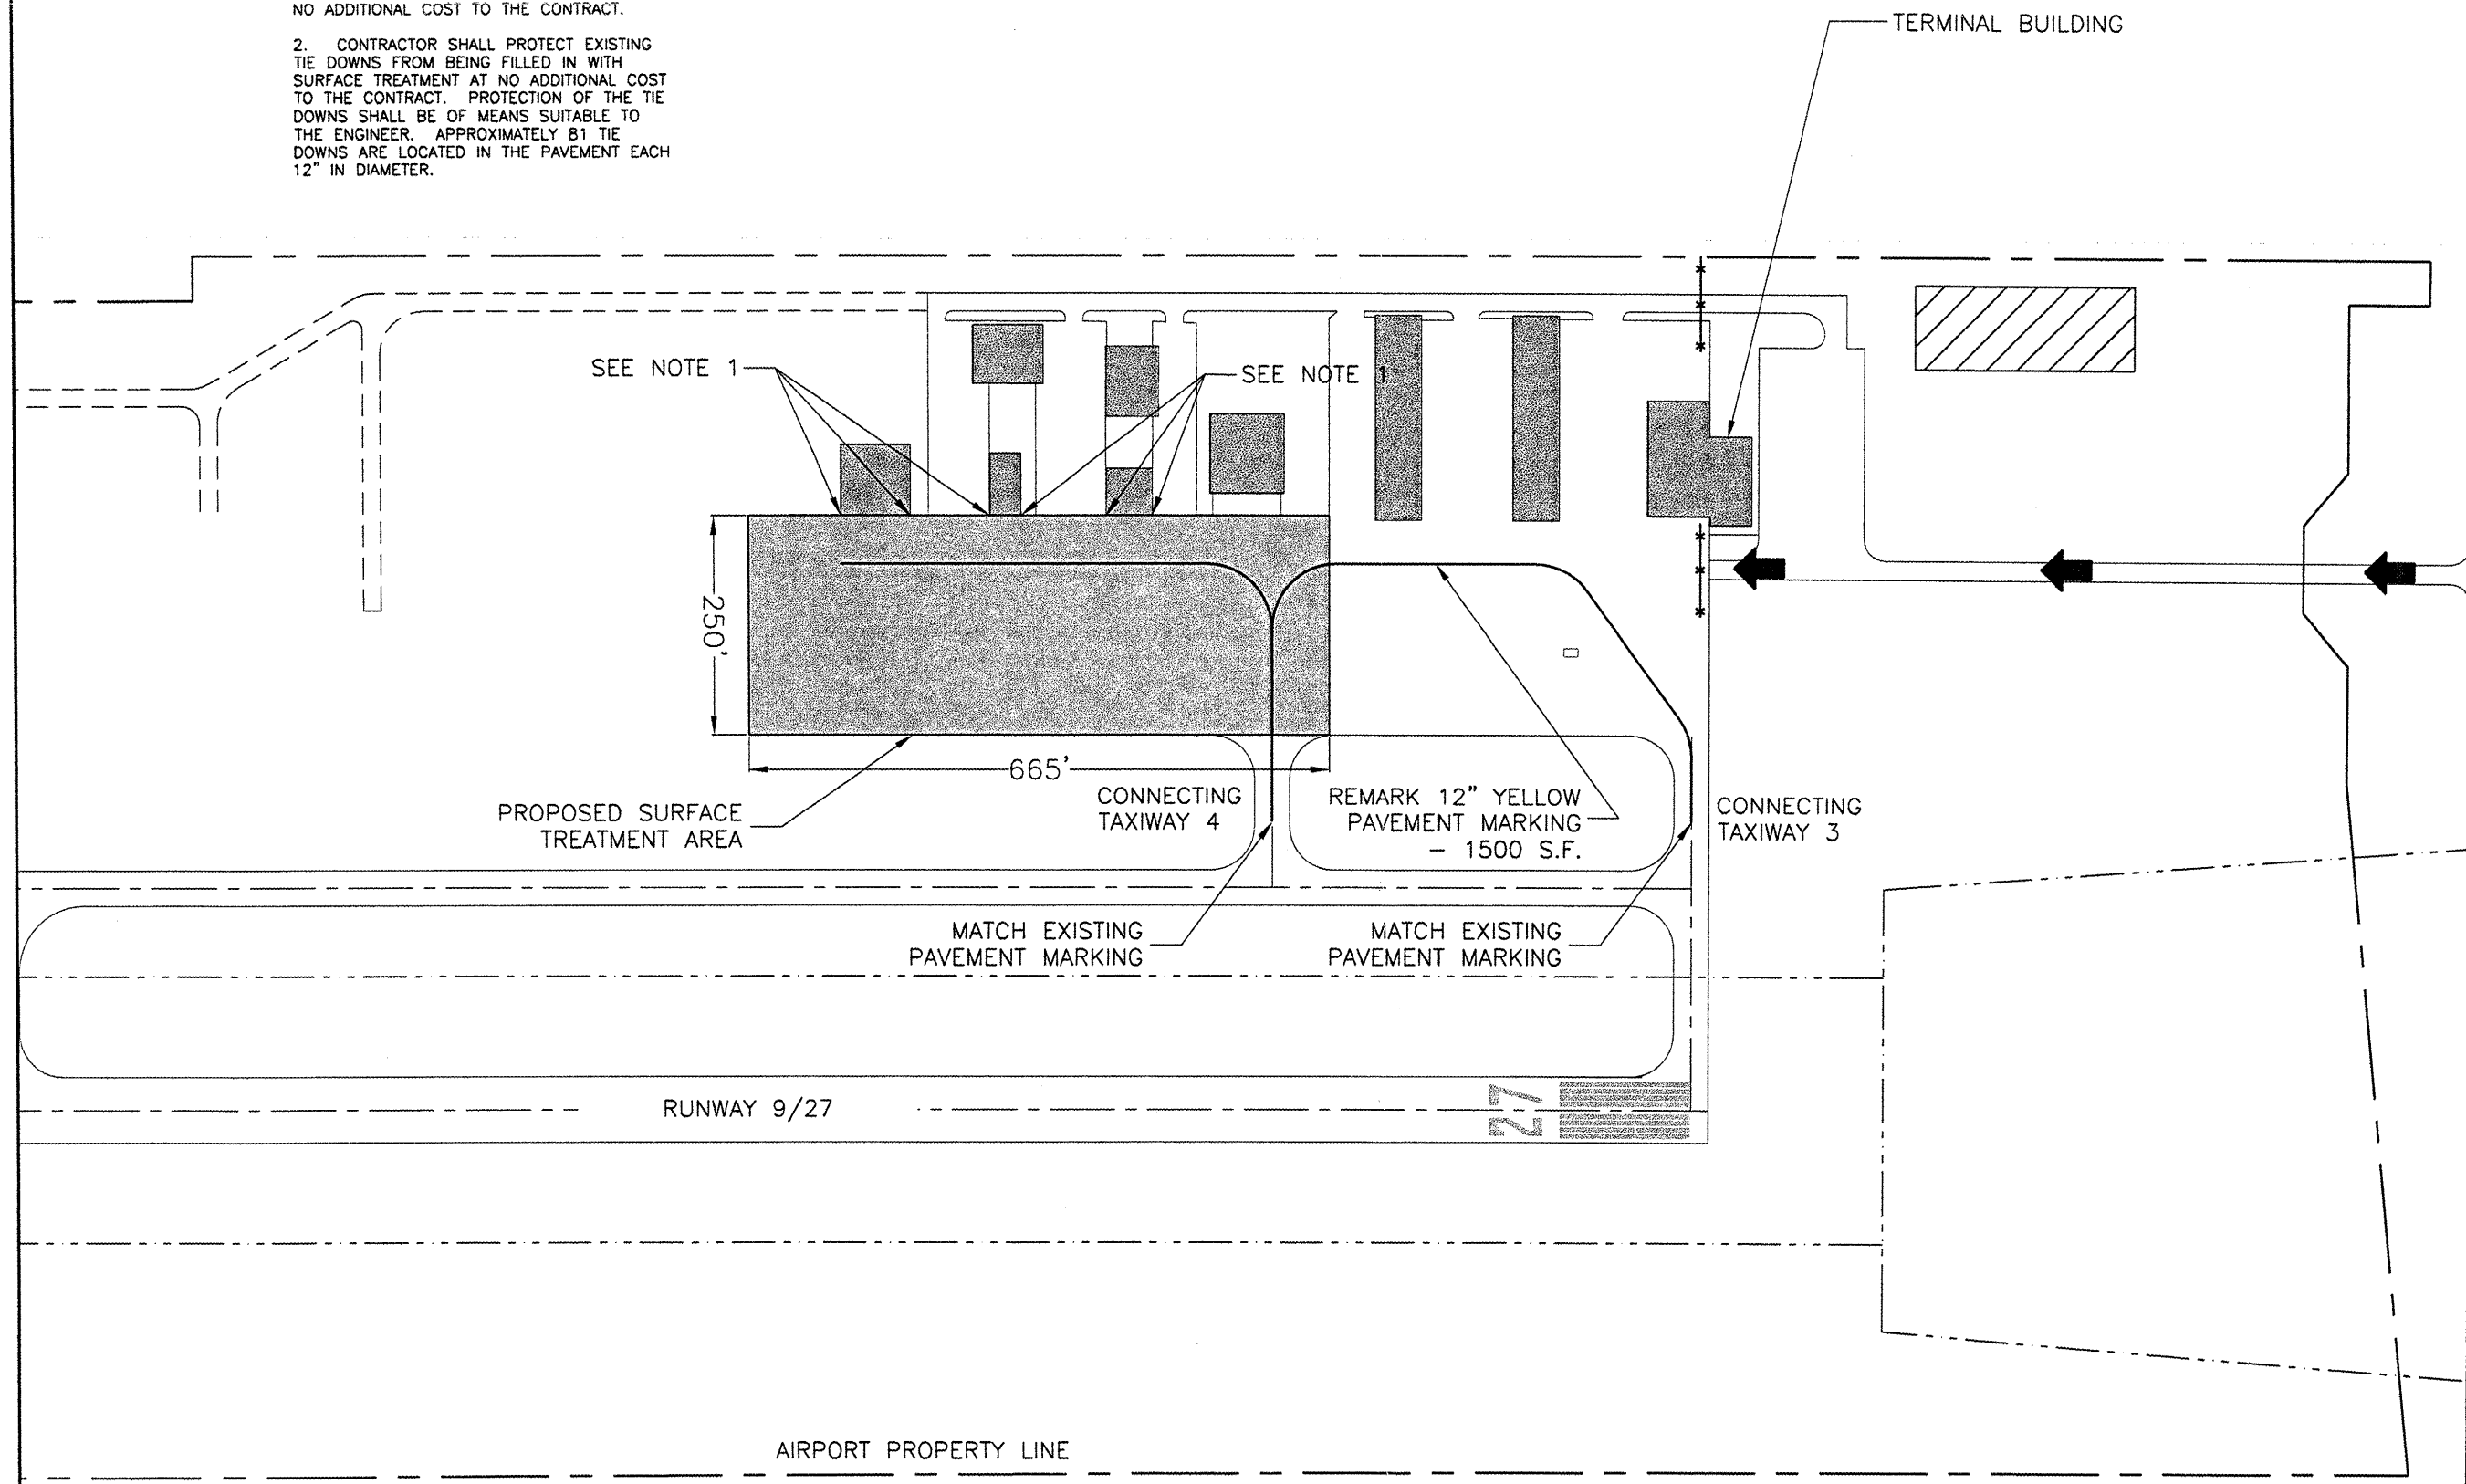 NO ADDITIONAL COST TO THE CONTRACT.
2. CONTRACTOR SHALL PROTECT EXISTING
TIE DOWNS FROM BEING FILLED IN WITH
SURFACE TREATMENT AT NO ADDITIONAL COST
TO THE CONTRACT. PROTECTION OF THE TIE
DOWNS SHALL BE OF MEANS SUITABLE TO
THE ENGINEER. APPROXIMATELY 81 TIE
DOWNS ARE LOCATED IN THE PAVEMENT EACH
12" IN DIAMETER.
TERMINAL BUILDING
SEE NOTE 1
SEE NOTE 1
250'
665'
PROPOSED SURFACE
TREATMENT AREA
CONNECTING
TAXIWAY 4
REMARK 12" YELLOW
PAVEMENT MARKING
- 1500 S.F.
CONNECTING
TAXIWAY 3
MATCH EXISTING
PAVEMENT MARKING
MATCH EXISTING
PAVEMENT MARKING
RUNWAY 9/27
27
AIRPORT PROPERTY LINE